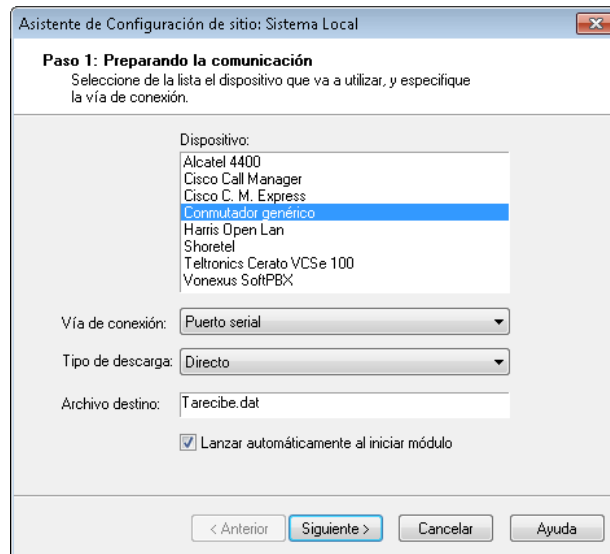 Asistente de Configuración de sitio: Sistema Local
Paso 1: Preparando la comunicación
Seleccione de la lista el dispositivo que va a utilizar, y especifique
la vía de conexión.
Dispositivo:
Alcatel 4400
Cisco Call Manager
Cisco C. M. Express
Conmutador genérico
Harris Open Lan
Shoretel
Teltronics Cerato VCSe 100
Vonexus SoftPBX
Vía de conexión: Puerto serial
Tipo de descarga: Directo
Archivo destino: Tarecibe.dat
Lanzar automáticamente al iniciar módulo
< Anterior Siguiente > Cancelar Ayuda